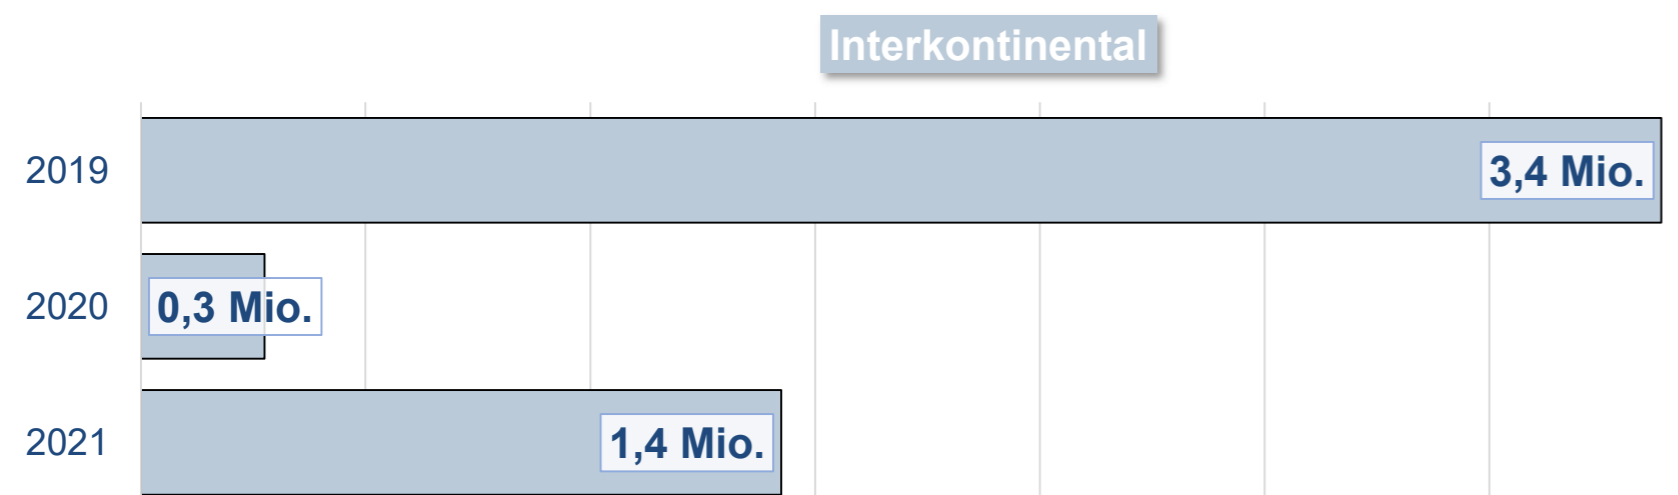 Interkontinental
2019 3,4 Mio.
2020 0,3 Mio.
2021 1,4 Mio.